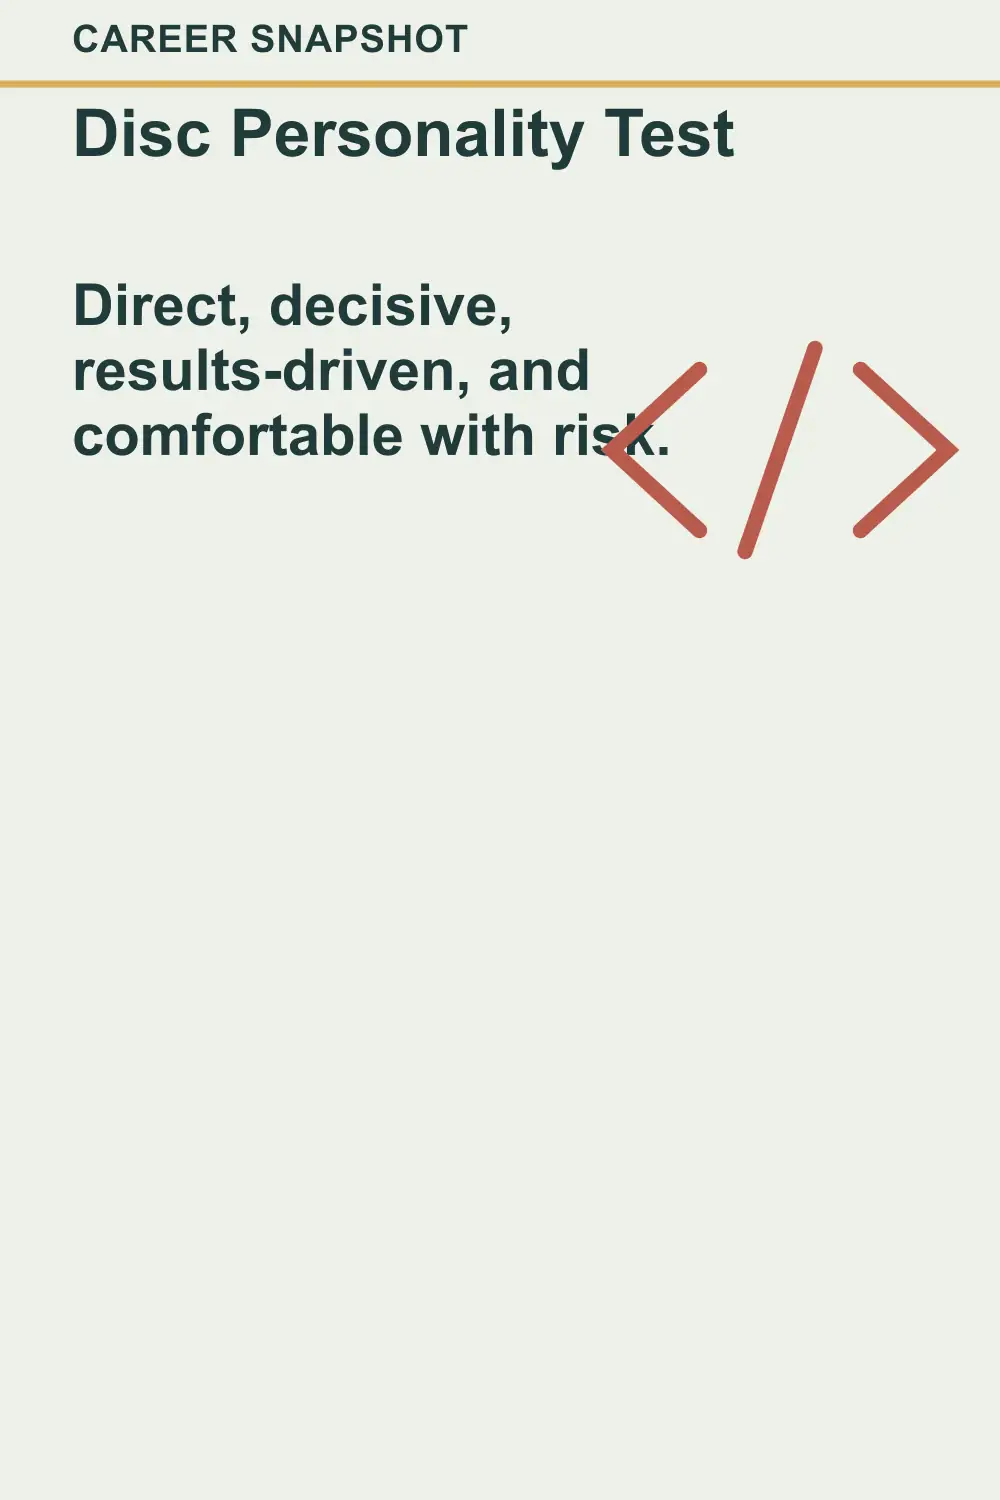 CAREER SNAPSHOT
Disc Personality Test
Direct, decisive,
results-driven, and
comfortable with risk.